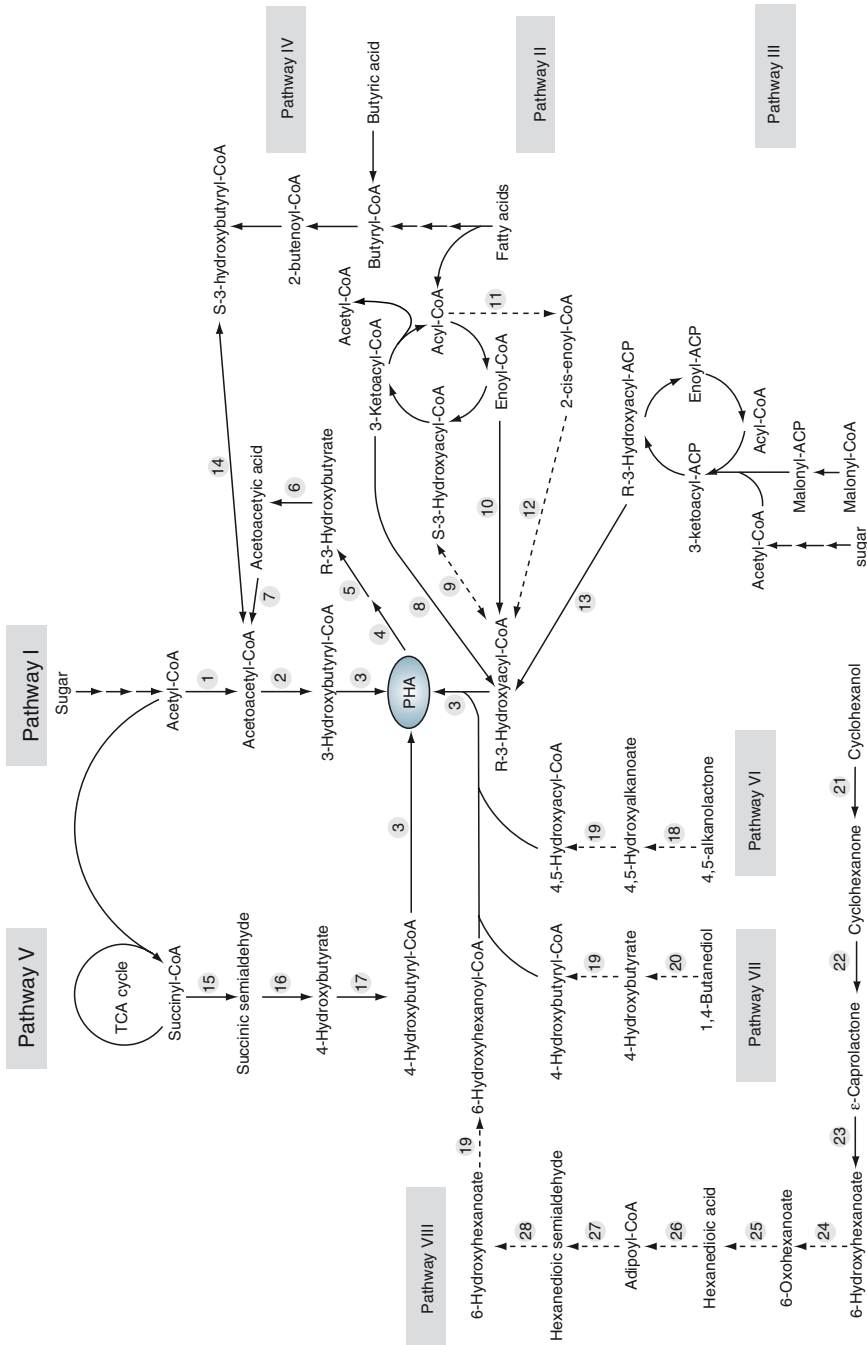 Pathway V
Pathway I
Sugar
TCA cycle
Succinyl-CoA
Acetyl-CoA
15
1
14
Succinic semialdehyde
Acetoacetyl-CoA
7
Acetoacetyic acid
S-3-hydroxybutyryl-CoA
16
2
6
4-Hydroxybutyrate
3-Hydroxybutyryl-CoA
R-3-Hydroxybutyrate
2-butenoyl-CoA
Pathway IV
17
3
5
4
Acetyl-CoA
4-Hydroxybutyryl-CoA
3
PHA
3-Ketoacyl-CoA
Butyryl-CoA
Butyric acid
8
Acyl-CoA
Pathway VIII
6-Hydroxyhexanoate
19
6-Hydroxyhexanoyl-CoA
3
R-3-Hydroxyacyl-CoA
9
S-3-Hydroxyacyl-CoA
Enoyl-CoA
11
Fatty acids
10
28
12
2-cis-enoyl-CoA
Pathway II
Hexanedioic semialdehyde
4-Hydroxybutyryl-CoA
4,5-Hydroxyacyl-CoA
27
19
19
13
Adipoyl-CoA
4-Hydroxybutyrate
4,5-Hydroxyalkanoate
R-3-Hydroxyacyl-ACP
26
20
18
Hexanedioic acid
1,4-Butanediol
4,5-alkanolactone
3-ketoacyl-ACP
Enoyl-ACP
25
Pathway VII
Pathway VI
Acetyl-CoA
Acyl-CoA
Pathway III
6-Oxohexanoate
Malonyl-ACP
24
sugar
Malonyl-CoA
6-Hydroxyhexanoate
23
ε-Caprolactone
22
Cyclohexanone
21
Cyclohexanol